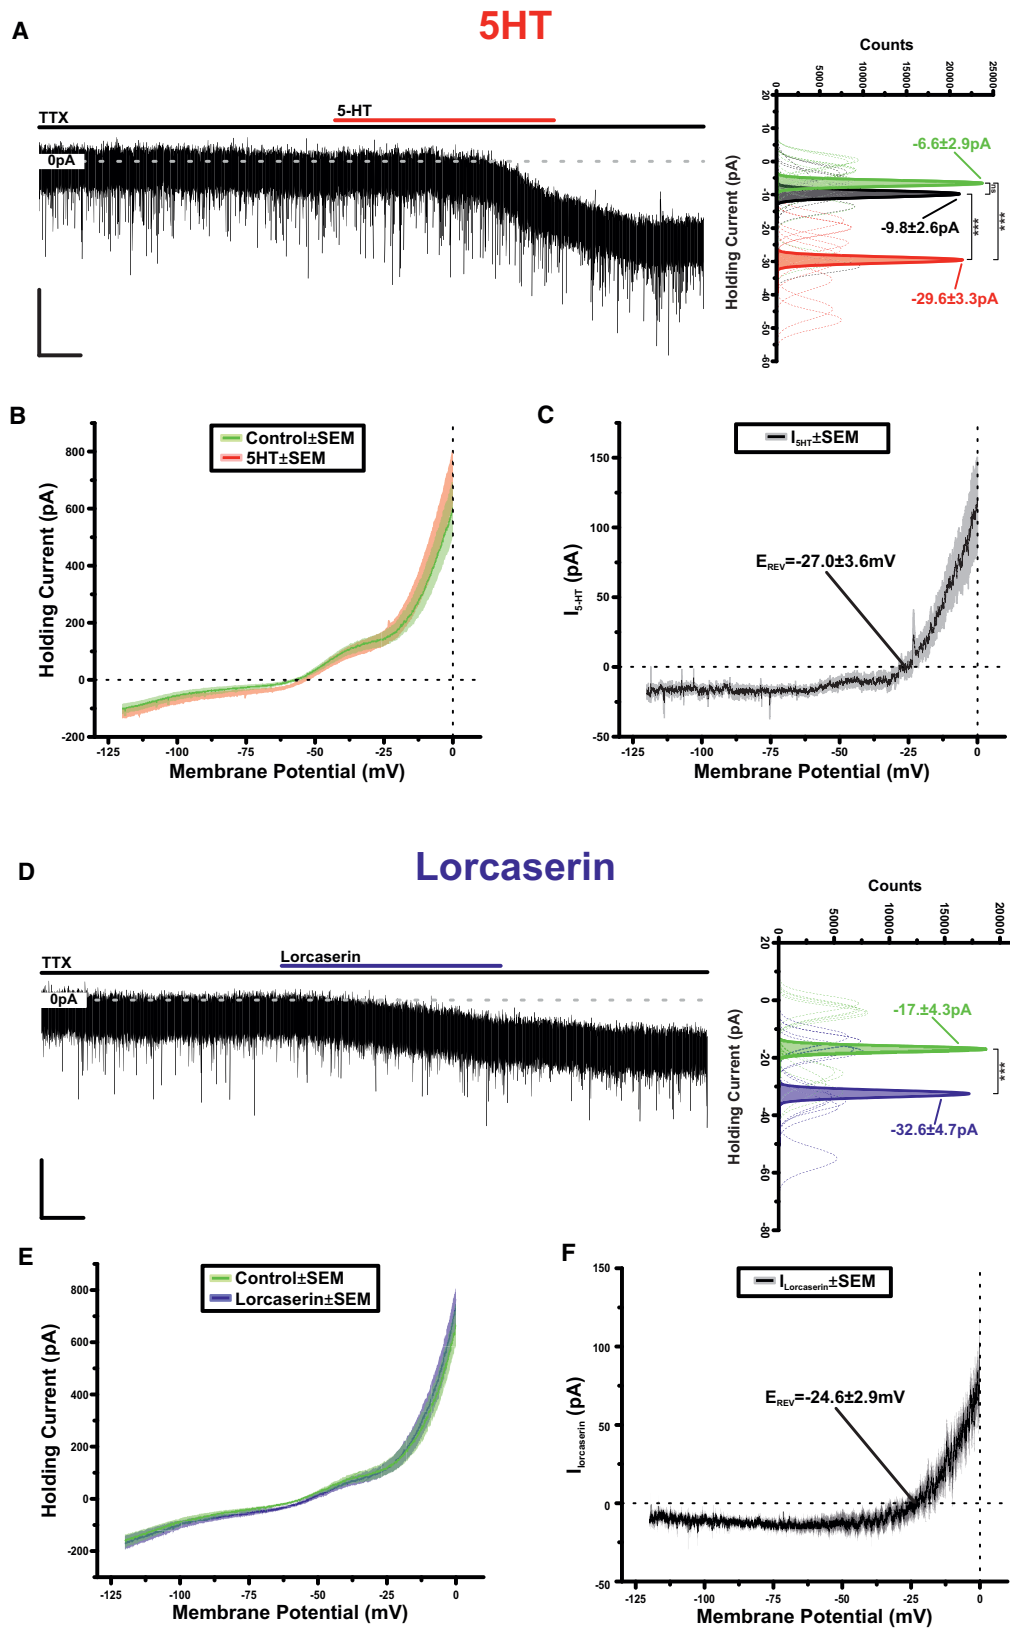 A
5HT
TTX
5-HT
0pA
Counts
0
5000
10000
15000
20000
25000
Holding Current (pA)
20
10
0
-10
-20
-30
-40
-50
-60
-6.6±2.9pA
-9.8±2.6pA
-29.6±3.3pA
ns
***
***
B
Control±SEM
5HT±SEM
Holding Current (pA)
800
600
400
200
0
-200
-125
-100
-75
-50
-25
0
Membrane Potential (mV)
C
I5HT±SEM
EREV=-27.0±3.6mV
I5-HT (pA)
150
100
50
0
-50
-125
-100
-75
-50
-25
0
Membrane Potential (mV)
D
Lorcaserin
TTX
Lorcaserin
0pA
Counts
0
5000
10000
15000
20000
Holding Current (pA)
20
0
-20
-40
-60
-80
-17.±4.3pA
-32.6±4.7pA
***
E
Control±SEM
Lorcaserin±SEM
Holding Current (pA)
800
600
400
200
0
-200
-125
-100
-75
-50
-25
0
Membrane Potential (mV)
F
ILorcaserin±SEM
EREV=-24.6±2.9mV
Ilorcaserin (pA)
150
100
50
0
-50
-125
-100
-75
-50
-25
0
Membrane Potential (mV)